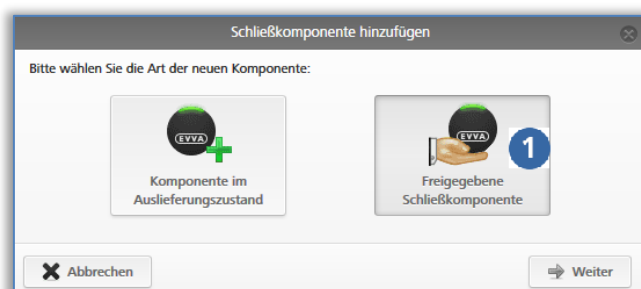 Schließkomponente hinzufügen
Bitte wählen Sie die Art der neuen Komponente:
EVVA
EVVA
1
Komponente im
Auslieferungszustand
Freigegebene
Schließkomponente
Abbrechen
Weiter